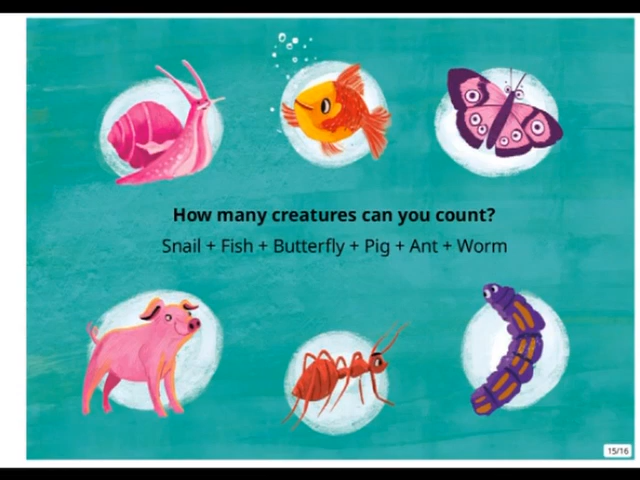 How many creatures can you count?
Snail + Fish + Butterfly + Pig + Ant + Worm
15/16